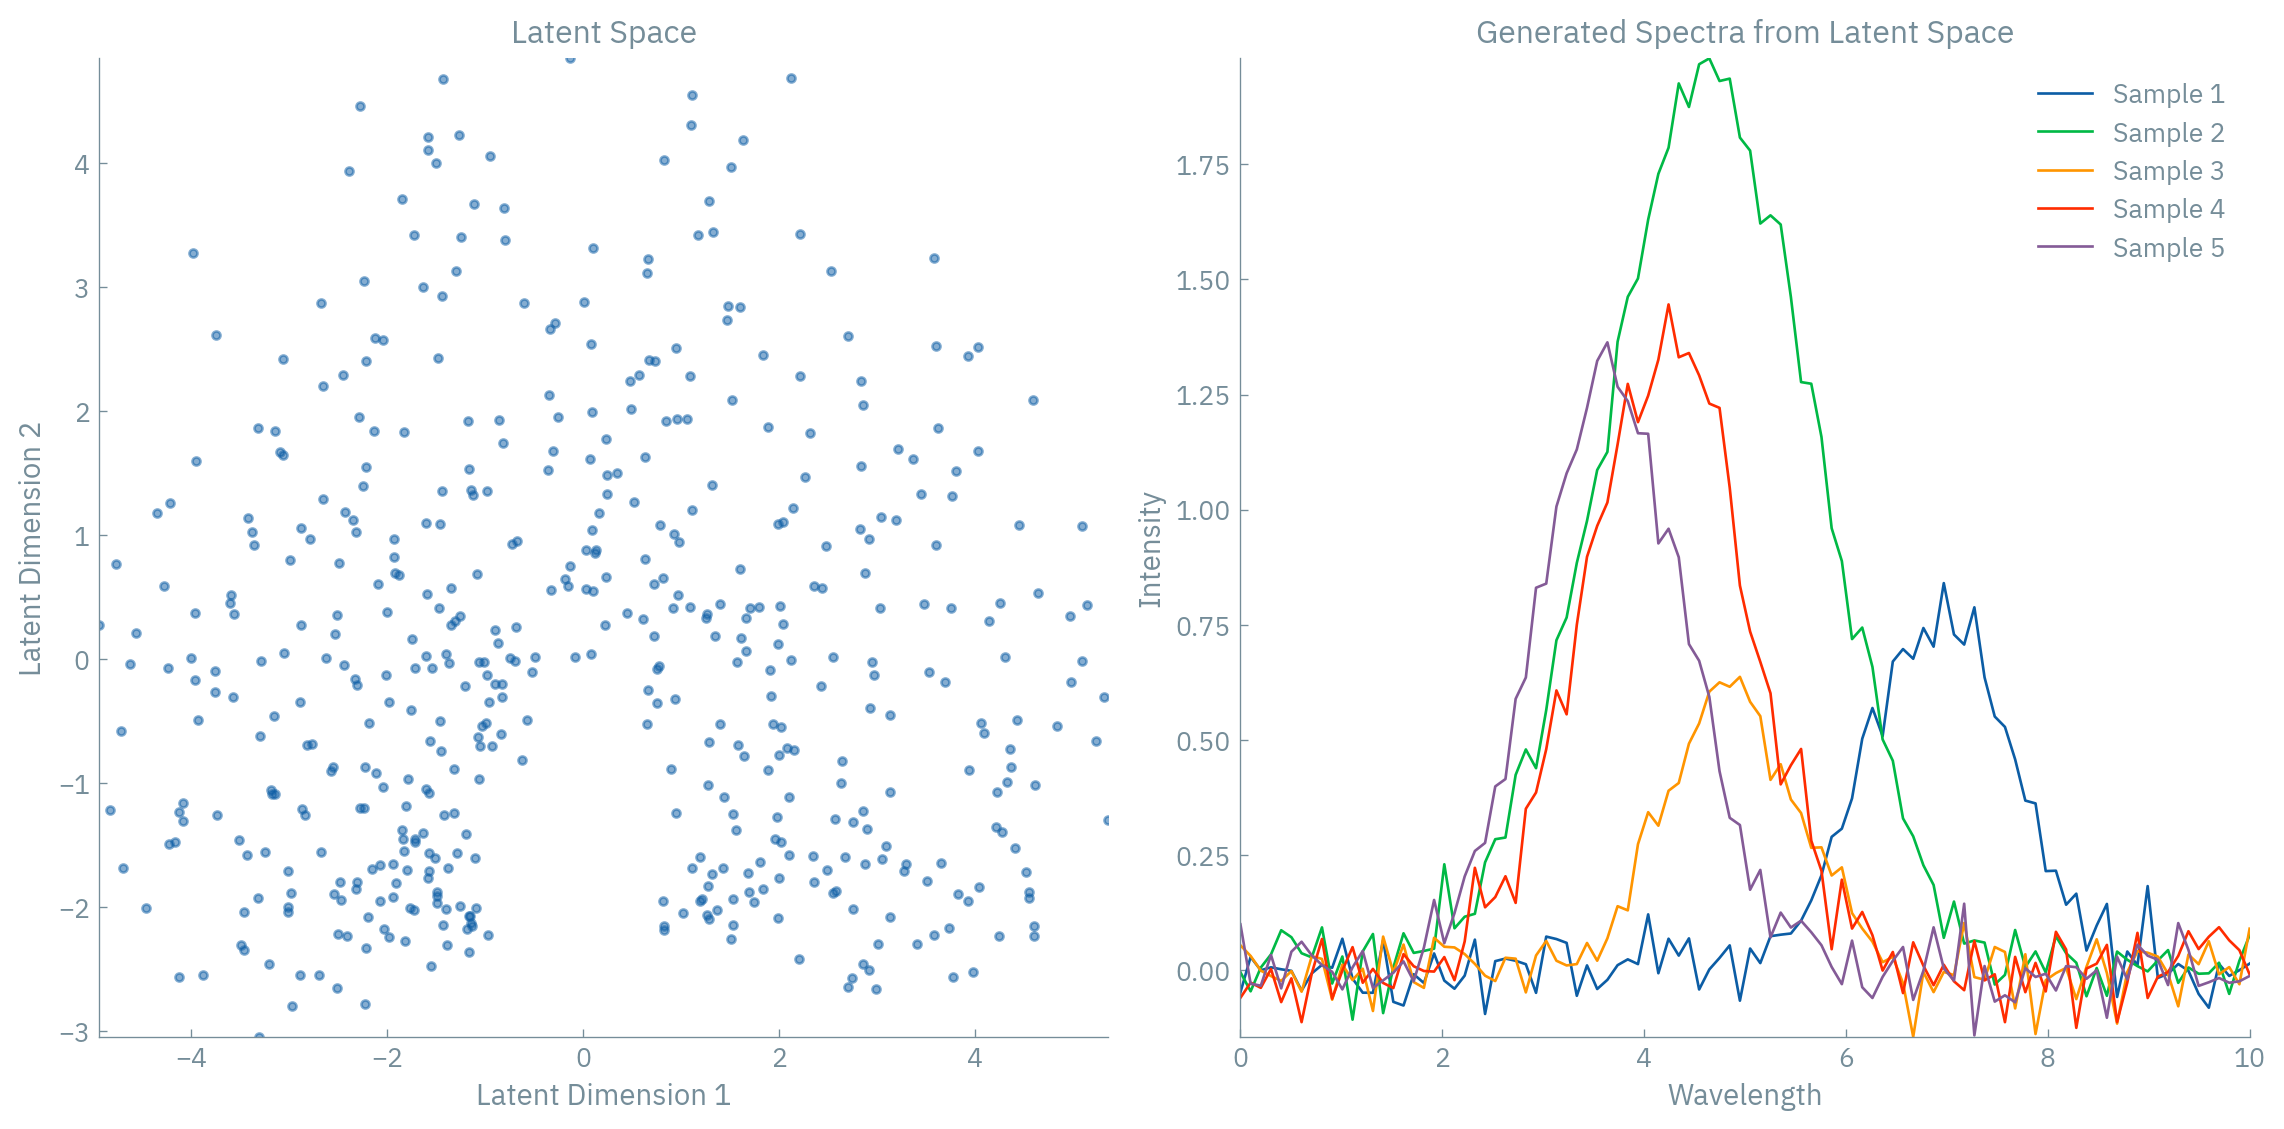 Latent Space
Latent Dimension 2
4
3
2
1
0
−1
−2
−3
−4
−2
0
2
4
Latent Dimension 1
Generated Spectra from Latent Space
Intensity
1.75
1.50
1.25
1.00
0.75
0.50
0.25
0.00
0
2
4
6
8
10
Wavelength
Sample 1
Sample 2
Sample 3
Sample 4
Sample 5